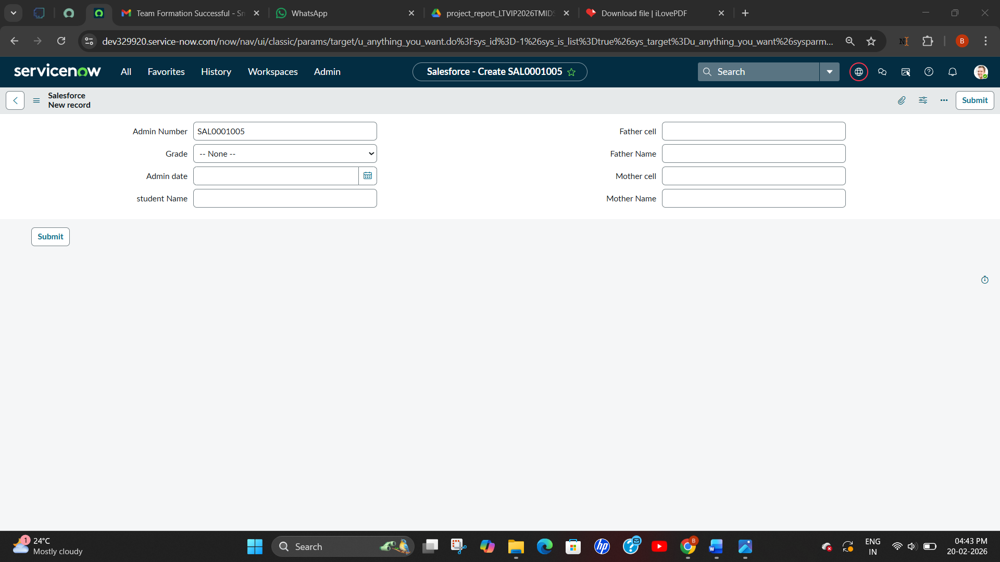 Team Formation Successful - Sn
WhatsApp
project_report_LTVIP2026TMIDS
Download file | iLovePDF
dev329920.service-now.com/now/nav/ui/classic/params/target/u_anything_you_want.do%3Fsys_id%3D-1%26sys_is_list%3Dtrue%26sys_target%3Du_anything_you_want%26sysparm...
B
servicenow
All
Favorites
History
Workspaces
Admin
Salesforce - Create SAL0001005
Search
Salesforce
New record
Submit
Admin Number
SAL0001005
Grade
-- None --
Admin date
student Name
Father cell
Father Name
Mother cell
Mother Name
Submit
1
24°C
Mostly cloudy
Search
hp
B
W
ENG
IN
04:43 PM
20-02-2026